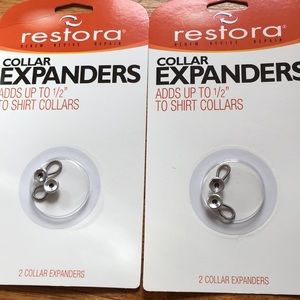 restora
RENEW REVIVE REPAIR
COLLAR
EXPANDERS
ADDS UP TO 1/2"
TO SHIRT COLLARS
2 COLLAR EXPANDERS
restora
RENEW REVIVE REPAIR
COLLAR
EXPANDERS
ADDS UP TO 1/2"
TO SHIRT COLLARS
2 COLLAR EXPANDERS